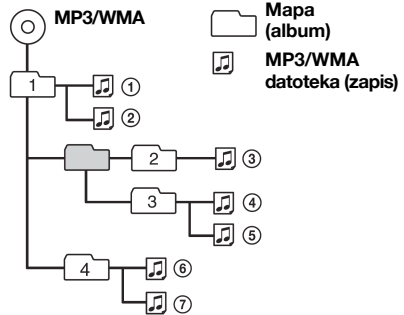 MP3/WMA
Mapa
(album)
MP3/WMA
datoteka (zapis)
1
①
②
2
③
3
④
⑤
4
⑥
⑦